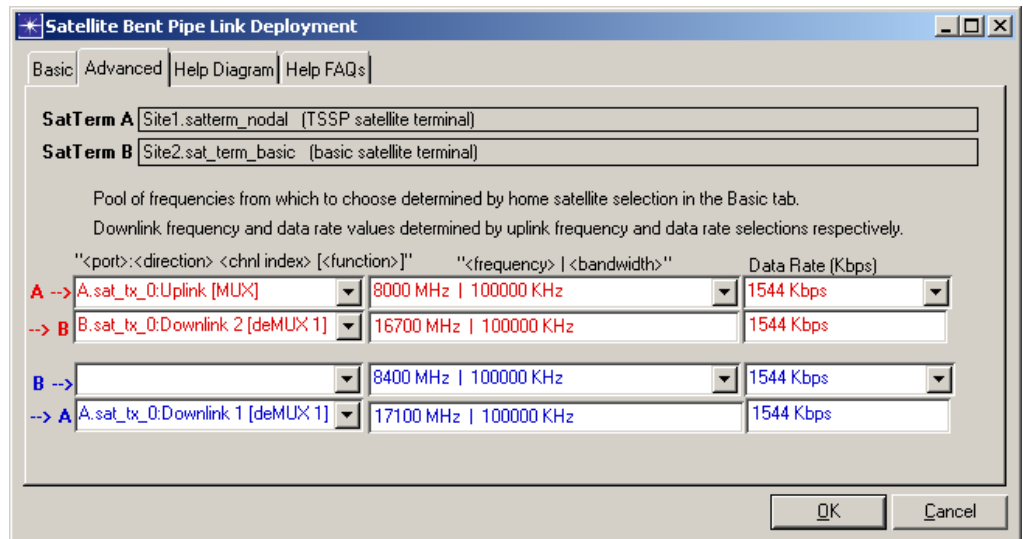 Satellite Bent Pipe Link Deployment
Basic Advanced Help Diagram Help FAQs
SatTerm A Site1.satterm_nodal (TSSP satellite terminal)
SatTerm B Site2.sat_term_basic (basic satellite terminal)
Pool of frequencies from which to choose determined by home satellite selection in the Basic tab.
Downlink frequency and data rate values determined by uplink frequency and data rate selections respectively.
"<port>:<direction> <chnl index> [<function>]" "<frequency> | <bandwidth>" Data Rate (Kbps)
A --> A.sat_tx_0:Uplink [MUX] 8000 MHz | 100000 KHz 1544 Kbps
--> B B.sat_tx_0:Downlink 2 [deMUX 1] 16700 MHz | 100000 KHz 1544 Kbps
B --> 8400 MHz | 100000 KHz 1544 Kbps
--> A A.sat_tx_0:Downlink 1 [deMUX 1] 17100 MHz | 100000 KHz 1544 Kbps
OK Cancel